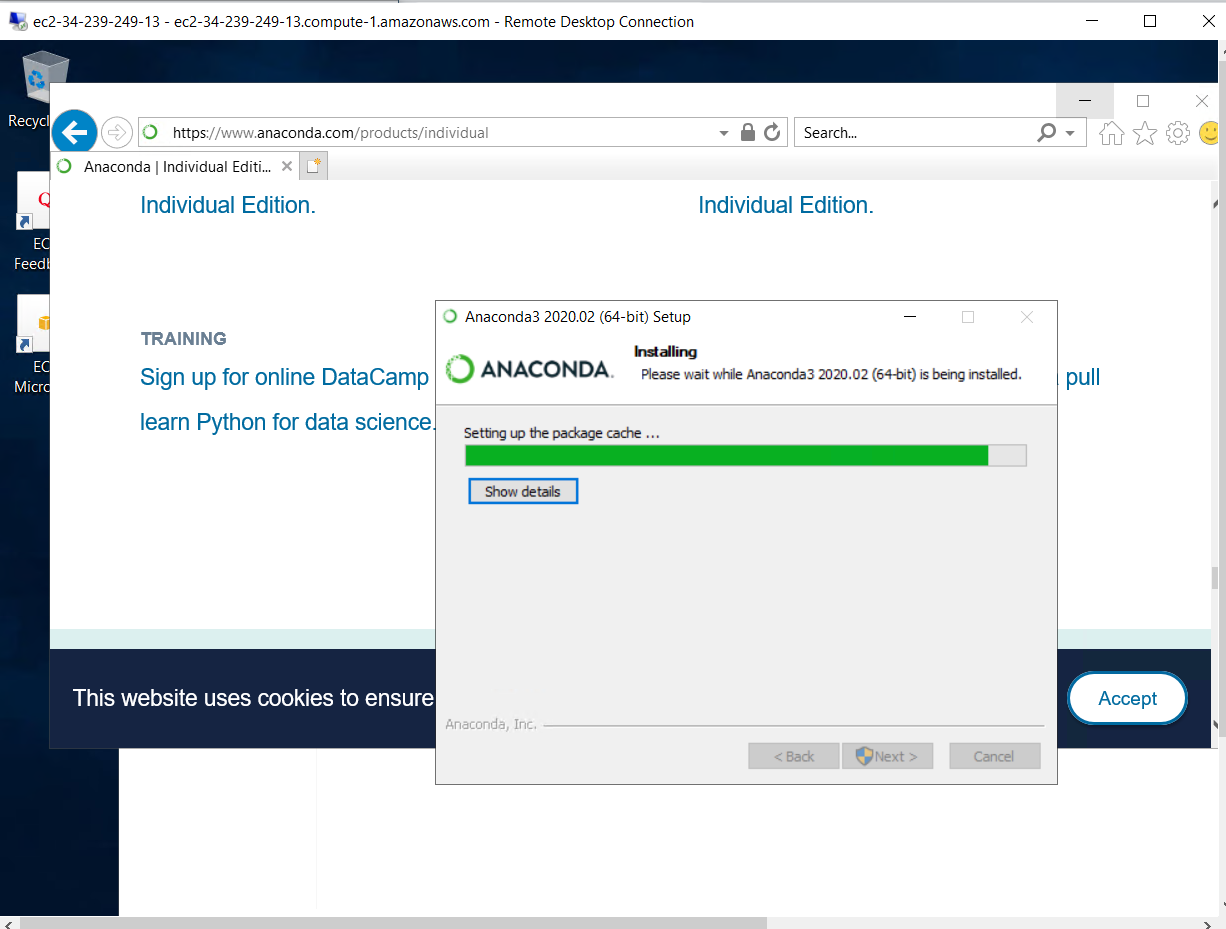 ec2-34-239-249-13 - ec2-34-239-249-13.compute-1.amazonaws.com - Remote Desktop Connection
https://www.anaconda.com/products/individual
Search...
Anaconda | Individual Editi...
Individual Edition.
Individual Edition.
TRAINING
Sign up for online DataCamp
pull
learn Python for data science.
Anaconda3 2020.02 (64-bit) Setup
ANACONDA.
Installing
Please wait while Anaconda3 2020.02 (64-bit) is being installed.
Setting up the package cache ...
Show details
Anaconda, Inc.
< Back
Next >
Cancel
This website uses cookies to ensure
Accept
Recycl
EC
Feedb
EC
Micro